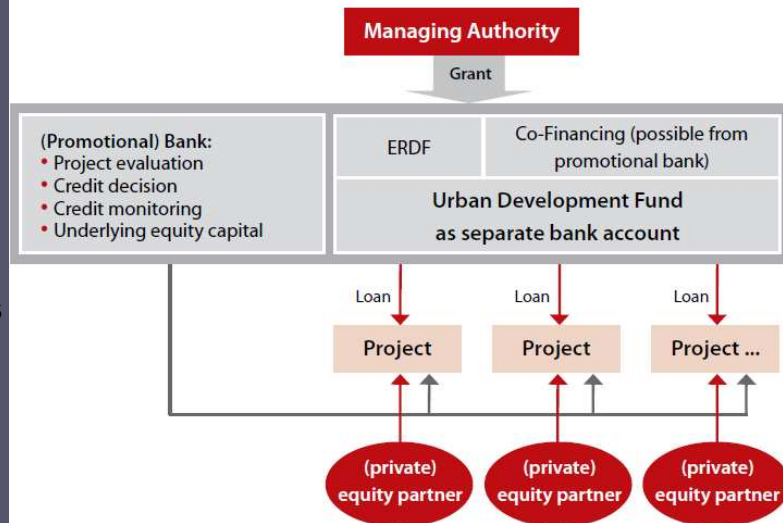 Managing Authority
Grant
(Promotional) Bank:
• Project evaluation
• Credit decision
• Credit monitoring
• Underlying equity capital
ERDF
Co-Financing (possible from
promotional bank)
Urban Development Fund
as separate bank account
Loan
Loan
Loan
Project
Project
Project ...
(private)
equity partner
(private)
equity partner
(private)
equity partner